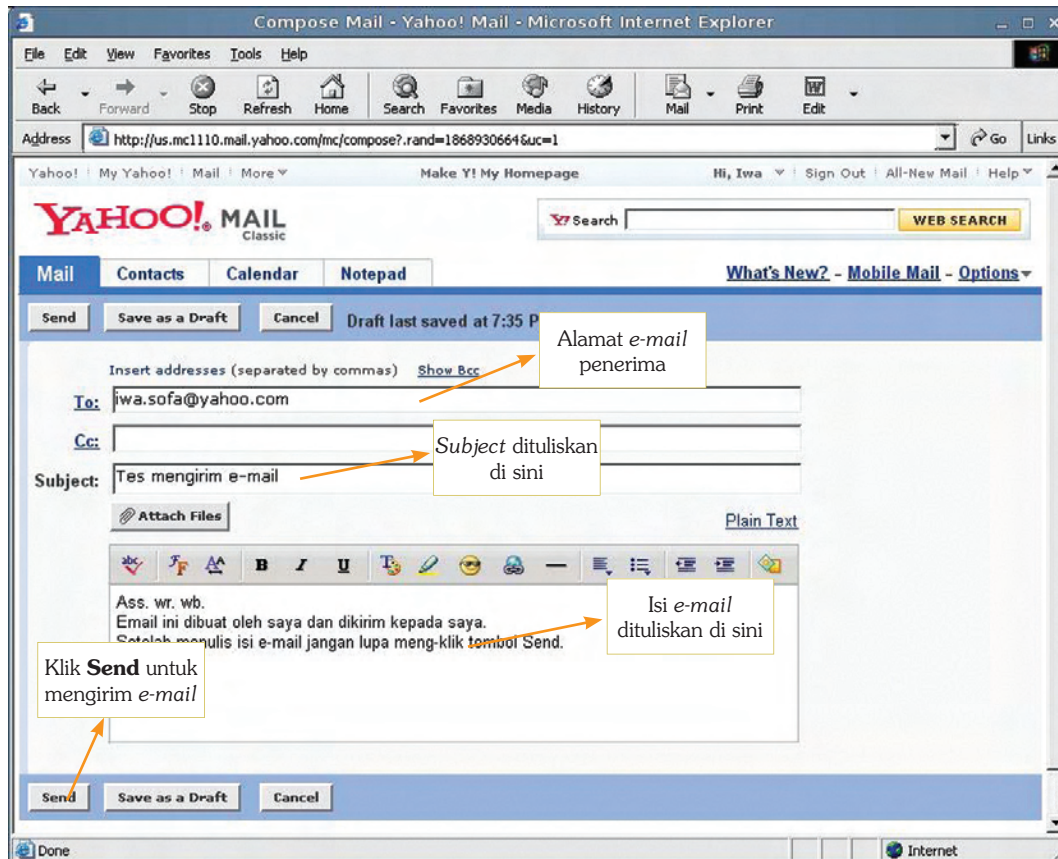 Compose Mail - Yahoo! Mail - Microsoft Internet Explorer
File Edit View Favorites Tools Help
Back Forward Stop Refresh Home Search Favorites Media History Mail Print Edit
Address http://us.mc1110.mail.yahoo.com/mc/compose?.rand=1868930664&uc=1 Go Links
Yahoo! My Yahoo! Mail More Make Y! My Homepage Hi, Iwa Sign Out All-New Mail Help
YAHOO! MAIL Classic Y! Search WEB SEARCH
Mail Contacts Calendar Notepad What's New? - Mobile Mail - Options
Send Save as a Draft Cancel Draft last saved at 7:35 P
Alamat e-mail
penerima
Insert addresses (separated by commas) Show Bcc
To: iwa.sofa@yahoo.com
Cc:
Subject dituliskan
di sini
Subject: Tes mengirim e-mail
Attach Files Plain Text
abc B I U
Ass. wr. wb.
Email ini dibuat oleh saya dan dikirim kepada saya.
Setelah menulis isi e-mail jangan lupa meng-klik tombol Send.
Isi e-mail
dituliskan di sini
Klik Send untuk
mengirim e-mail
Send Save as a Draft Cancel
Done Internet